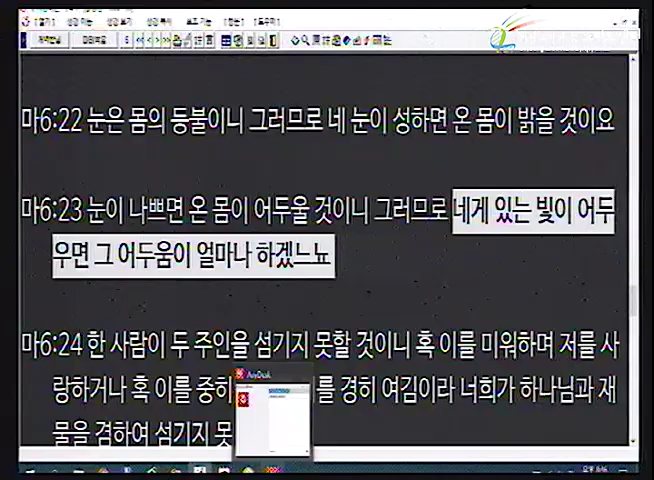 마6:22 눈은 몸의 등불이니 그러므로 네 눈이 성하면 온 몸이 밝을 것이요
마6:23 눈이 나쁘면 온 몸이 어두울 것이니 그러므로 네게 있는 빛이 어두
우면 그 어두움이 얼마나 하겠느뇨
마6:24 한 사람이 두 주인을 섬기지 못할 것이니 혹 이를 미워하며 저를 사
랑하거나 혹 이를 중히
를 경히 여김이라 너희가 하나님과 재
물을 겸하여 섬기지 못
AnyDesk